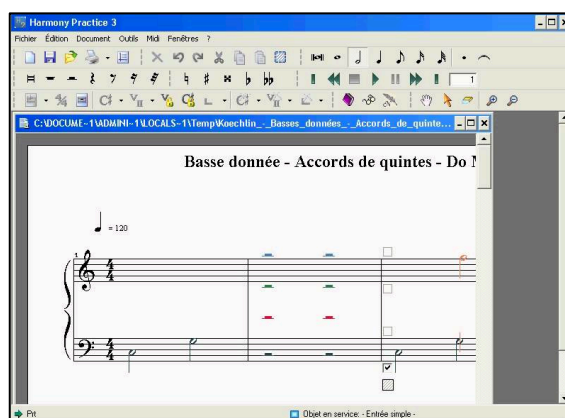 Harmony Practice 3
Fichier Édition Document Outils Midi Fenêtres ?
1
C:\DOCUME~1\ADMINI~1\LOCALS~1\Temp\Koechlin_-_Basses_données_-_Accords_de_quinte...
Basse donnée - Accords de quintes - Do M
= 120
1
Prt
Objet en service: - Entrée simple -